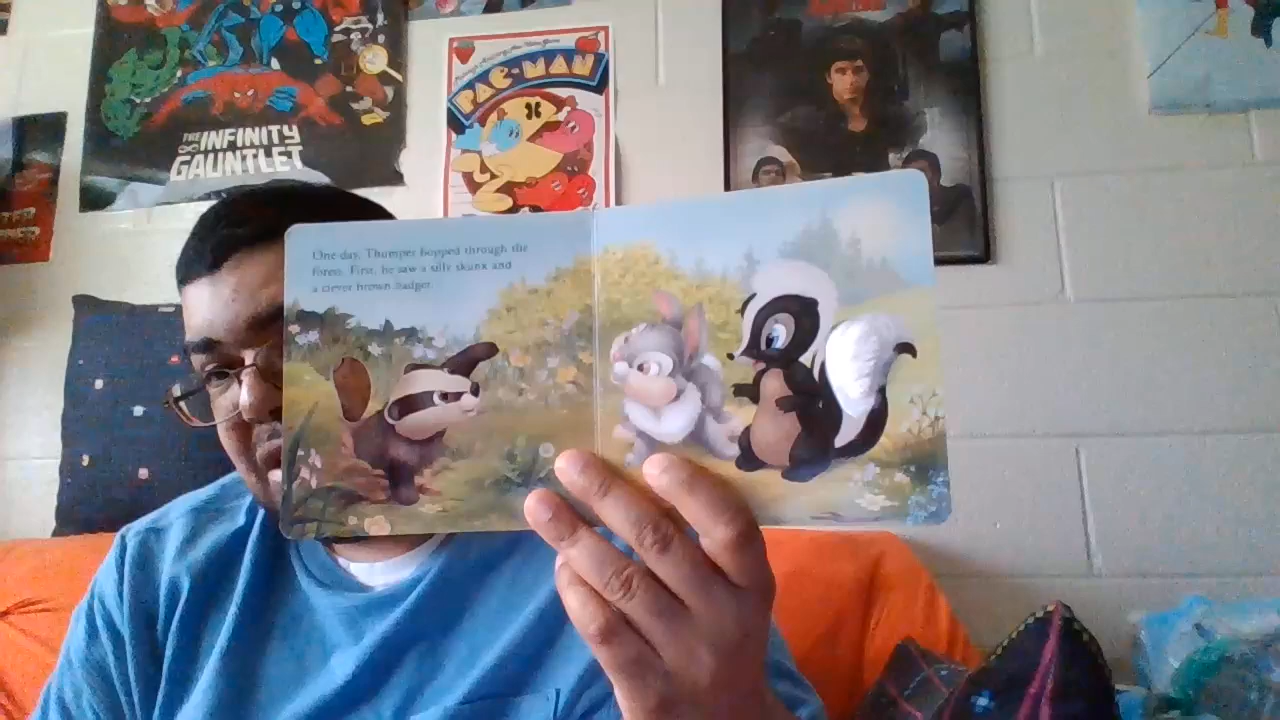 THE
INFINITY
GAUNTLET
PAC-MAN
One day, Thumper hopped through the
forest. First, he saw a silly skunk and
a clever brown badger.